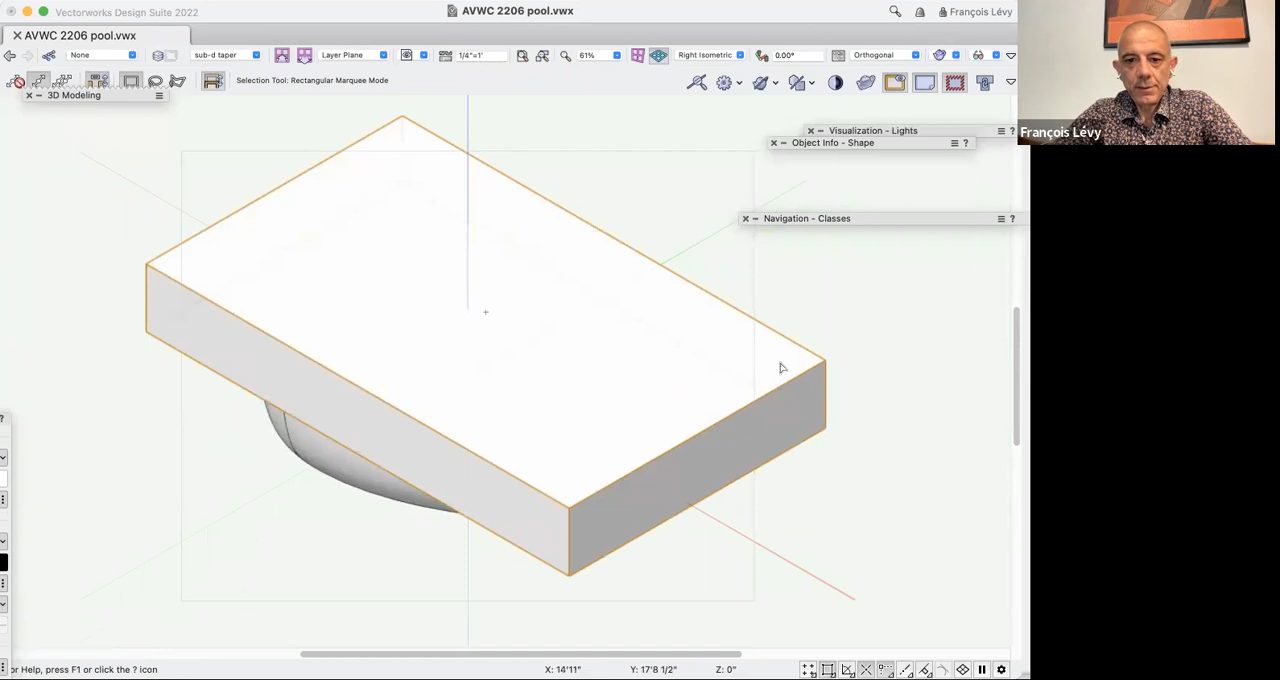 Vectorworks Design Suite 2022
AVWC 2206 pool.vwx
François Lévy
AVWC 2206 pool.vwx
None
sub-d taper
Layer Plane
1/4"=1'
61%
Right Isometric
0.00°
Orthogonal
Selection Tool: Rectangular Marquee Mode
3D Modeling
François Lévy
Visualization - Lights
?
Object Info - Shape
?
Navigation - Classes
?
?
or Help, press F1 or click the ? icon
X: 14'11"
Y: 17'8 1/2"
Z: 0"